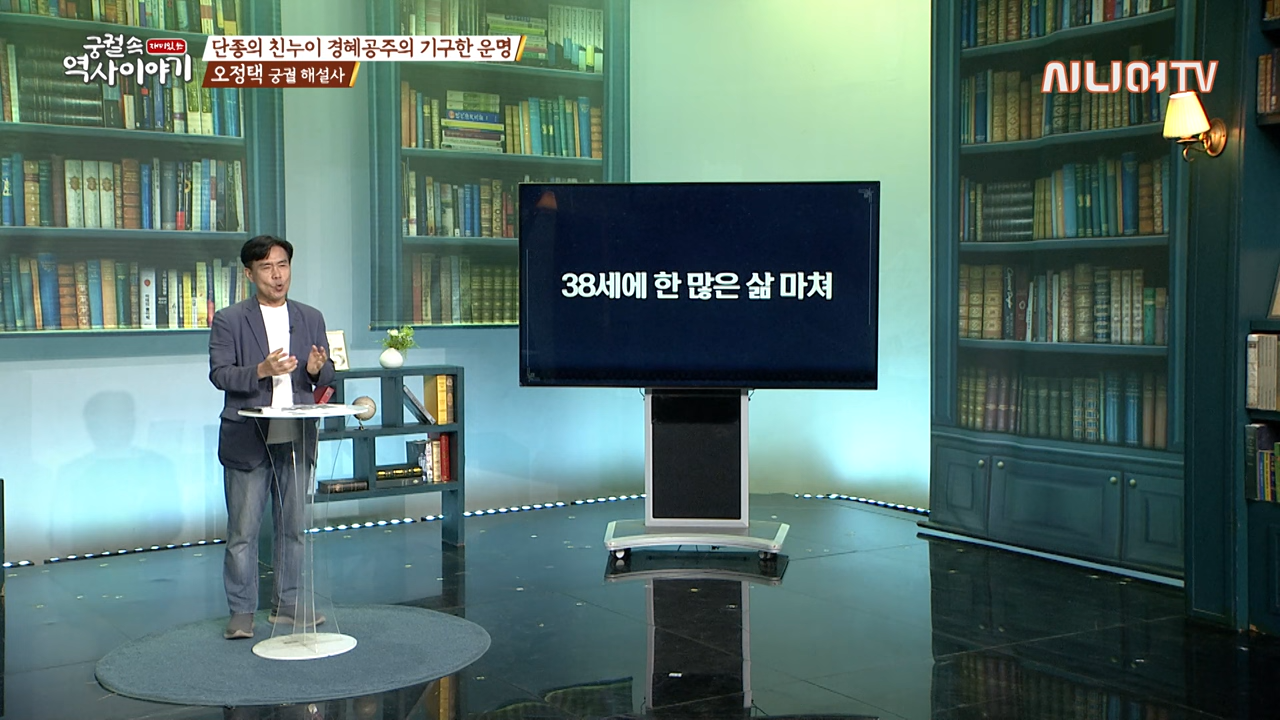 궁궐 속 재미있는
역사이야기
단종의 친누이 경혜공주의 기구한 운명
오정택 궁궐 해설사
시니어TV
38세에 한 많은 삶 마쳐